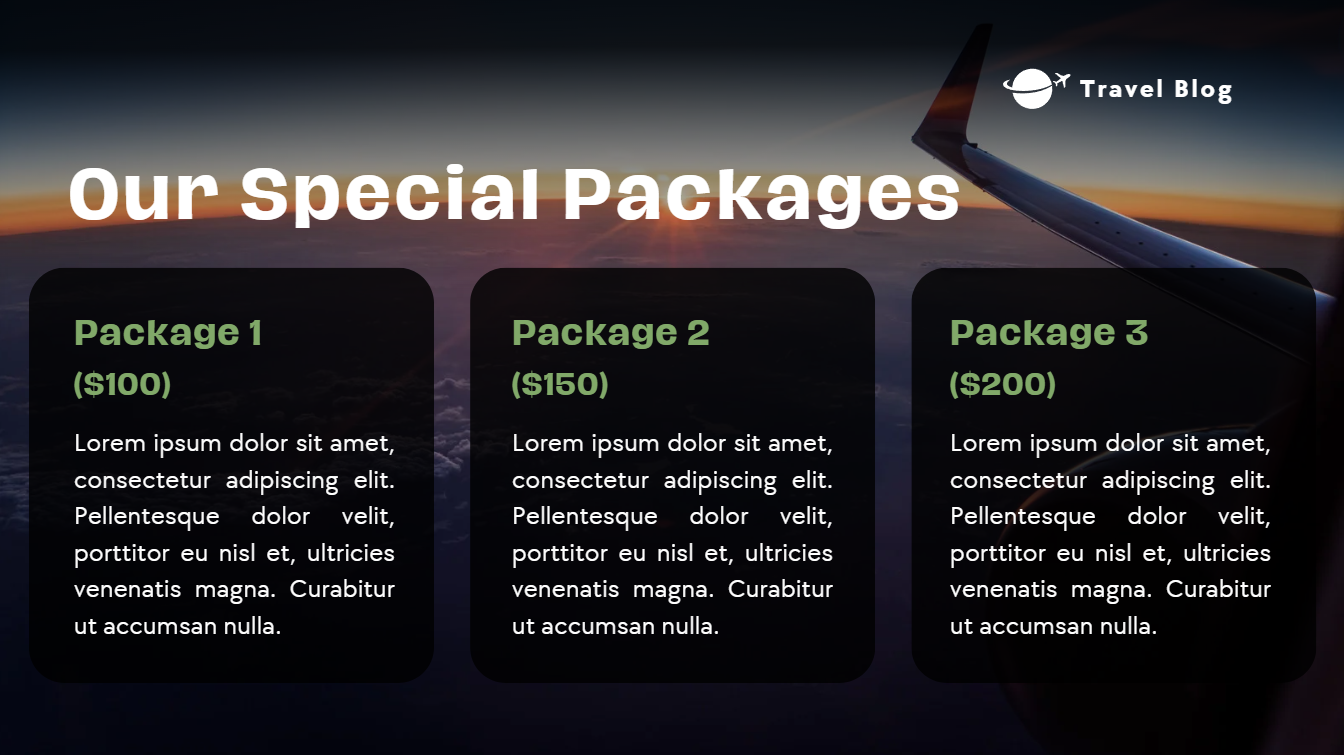 Travel Blog
Our Special Packages
Package 1
($100)
Lorem ipsum dolor sit amet,
consectetur adipiscing elit.
Pellentesque dolor velit,
porttitor eu nisl et, ultricies
venenatis magna. Curabitur
ut accumsan nulla.
Package 2
($150)
Lorem ipsum dolor sit amet,
consectetur adipiscing elit.
Pellentesque dolor velit,
porttitor eu nisl et, ultricies
venenatis magna. Curabitur
ut accumsan nulla.
Package 3
($200)
Lorem ipsum dolor sit amet,
consectetur adipiscing elit.
Pellentesque dolor velit,
porttitor eu nisl et, ultricies
venenatis magna. Curabitur
ut accumsan nulla.